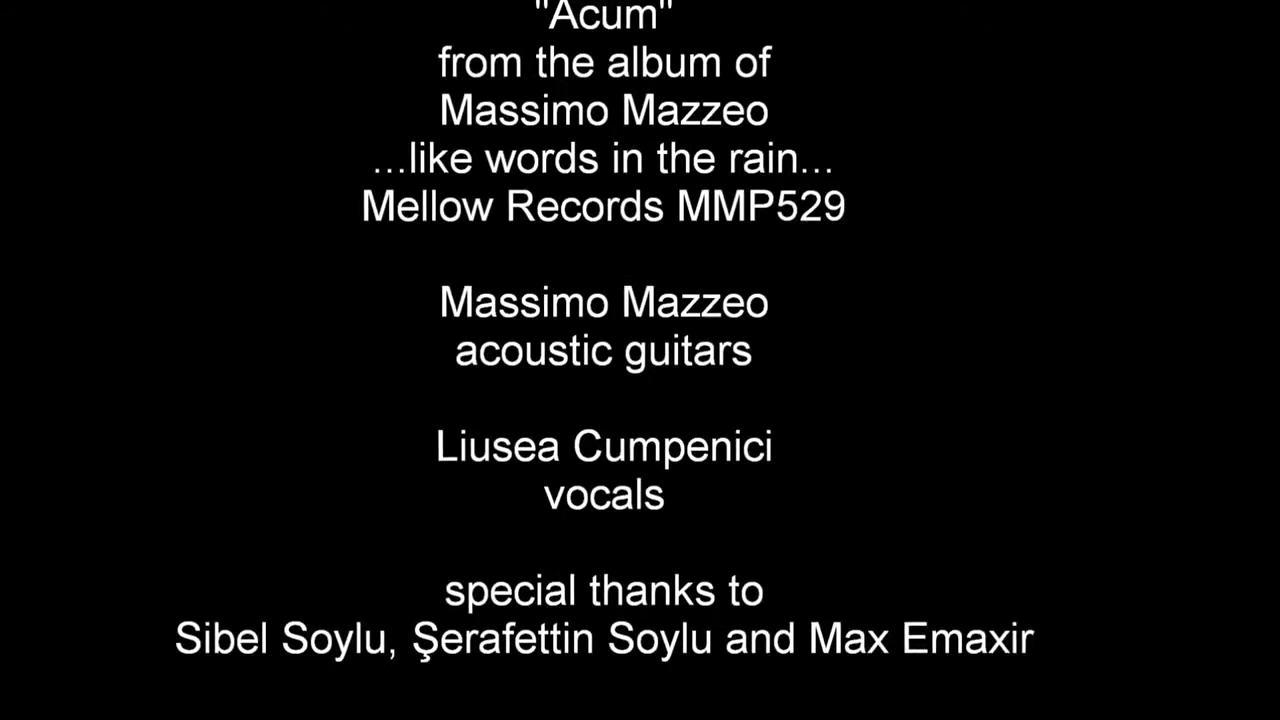 "Acum"
from the album of
Massimo Mazzeo
...like words in the rain...
Mellow Records MMP529
Massimo Mazzeo
acoustic guitars
Liusea Cumpenici
vocals
special thanks to
Sibel Soylu, Şerafettin Soylu and Max Emaxir